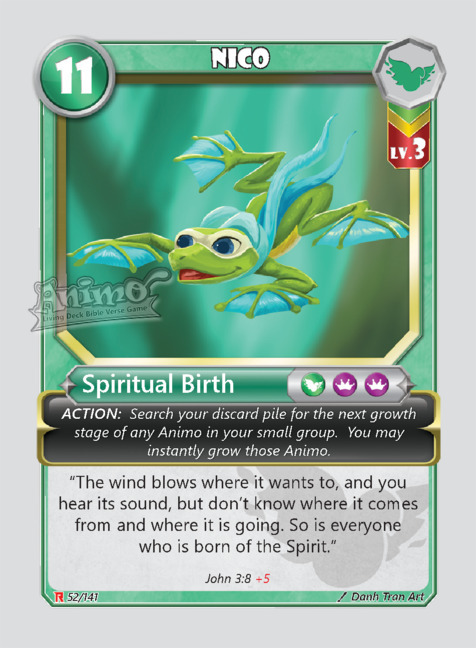 NICO
11
LV.3
Animo
Living Deck Bible Verse Game
Spiritual Birth
ACTION: Search your discard pile for the next growth
stage of any Animo in your small group. You may
instantly grow those Animo.
“The wind blows where it wants to, and you
hear its sound, but don’t know where it comes
from and where it is going. So is everyone
who is born of the Spirit.”
John 3:8 +5
R 52/141
Danh Tran Art